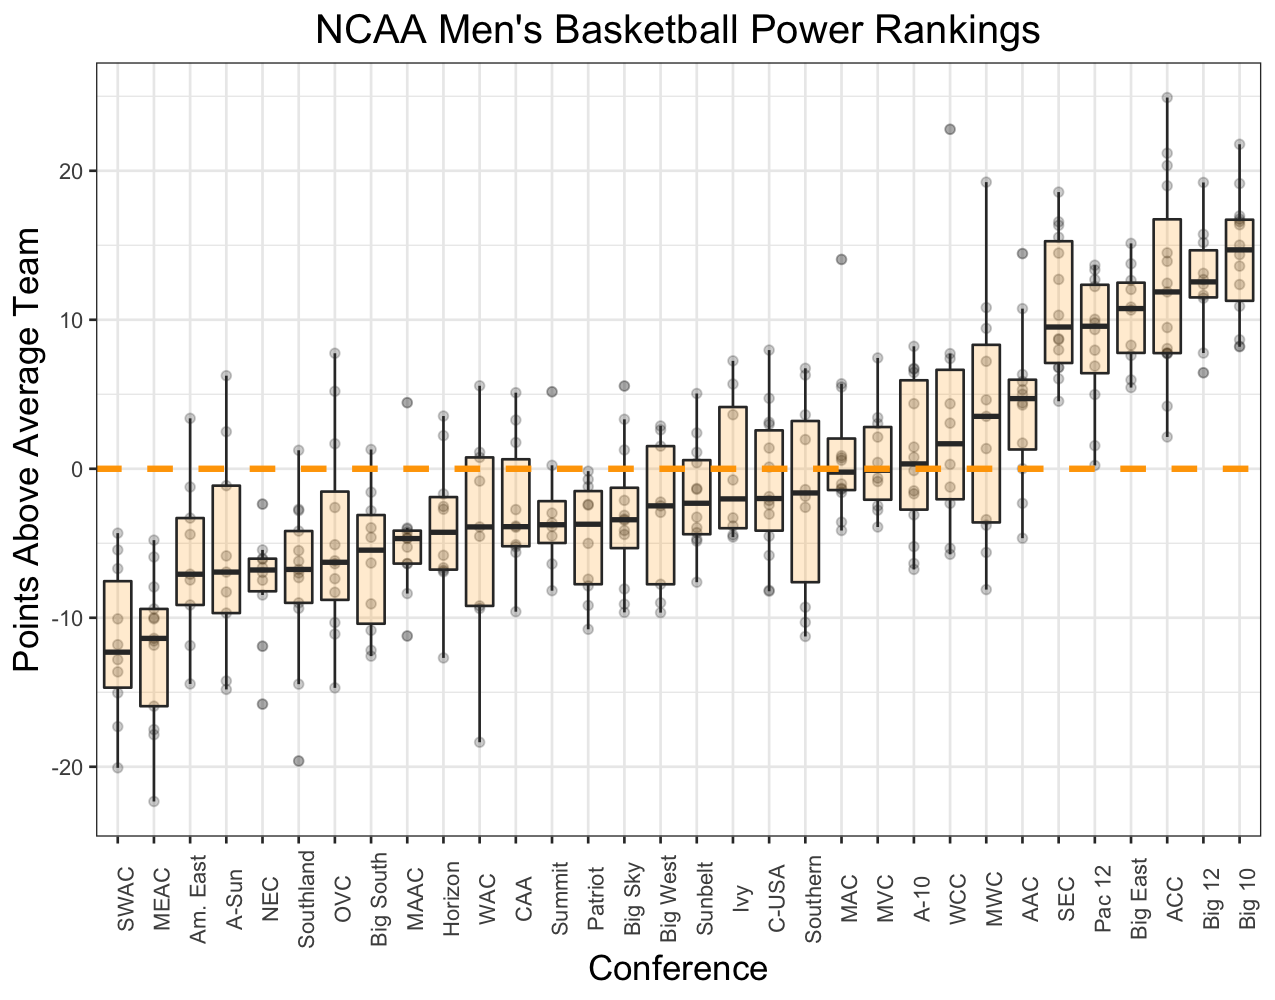 NCAA Men's Basketball Power Rankings
Points Above Average Team
20
10
0
-10
-20
SWAC
MEAC
Am. East
A-Sun
NEC
Southland
OVC
Big South
MAAC
Horizon
WAC
CAA
Summit
Patriot
Big Sky
Big West
Sunbelt
Ivy
C-USA
Southern
MAC
MVC
A-10
WCC
MWC
AAC
SEC
Pac 12
Big East
ACC
Big 12
Big 10
Conference